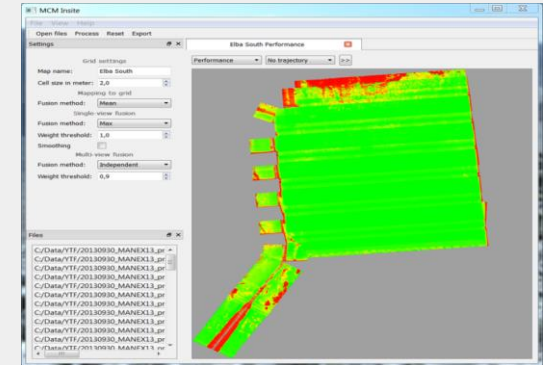 MCM Insite
File View Help
Open files Process Reset Export
Settings
Elba South Performance
Grid settings
Map name: Elba South
Cell size in meter: 2,0
Mapping to grid
Fusion method: Mean
Single-view fusion
Fusion method: Max
Weight threshold: 1,0
Smoothing
Multi-view fusion
Fusion method: Independent
Weight threshold: 0,9
Performance No trajectory >>
Files
C:/Data/YTF/20130930_MANEX13_pr
C:/Data/YTF/20130930_MANEX13_pr
C:/Data/YTF/20130930_MANEX13_pr
C:/Data/YTF/20130930_MANEX13_pr
C:/Data/YTF/20130930_MANEX13_pr
C:/Data/YTF/20130930_MANEX13_pr
C:/Data/YTF/20130930_MANEX13_pr
C:/Data/YTF/20130930_MANEX13_pr
C:/Data/YTF/20130930_MANEX13_pr
C:/Data/YTF/20130930_MANEX13_pr
C:/Data/YTF/20130930_MANEX13_pr